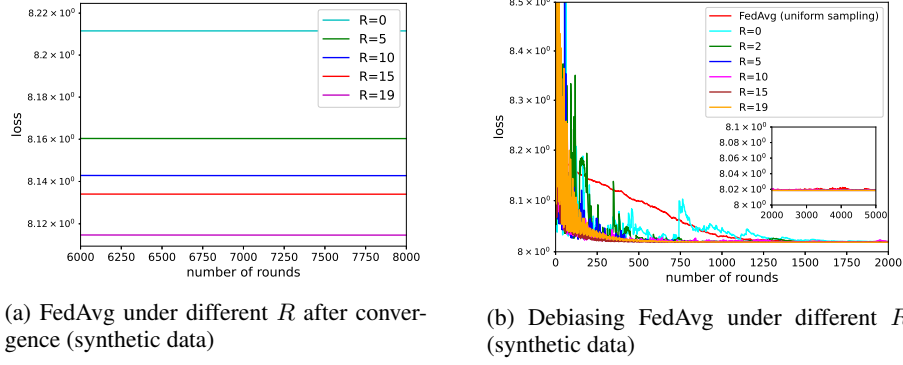 8.22 × 10⁰
8.2 × 10⁰
8.18 × 10⁰
8.16 × 10⁰
8.14 × 10⁰
8.12 × 10⁰
loss
R=0
R=5
R=10
R=15
R=19
6000 6250 6500 6750 7000 7250 7500 7750 8000
number of rounds
(a) FedAvg under different R after conver-
gence (synthetic data)
8.5 × 10⁰
8.4 × 10⁰
8.3 × 10⁰
8.2 × 10⁰
8.1 × 10⁰
8 × 10⁰
loss
FedAvg (uniform sampling)
R=0
R=2
R=5
R=10
R=15
R=19
8.1 × 10⁰
8.08 × 10⁰
8.06 × 10⁰
8.04 × 10⁰
8.02 × 10⁰
8 × 10⁰
2000 3000 4000 5000
0 250 500 750 1000 1250 1500 1750 2000
number of rounds
(b) Debiasing FedAvg under different R
(synthetic data)